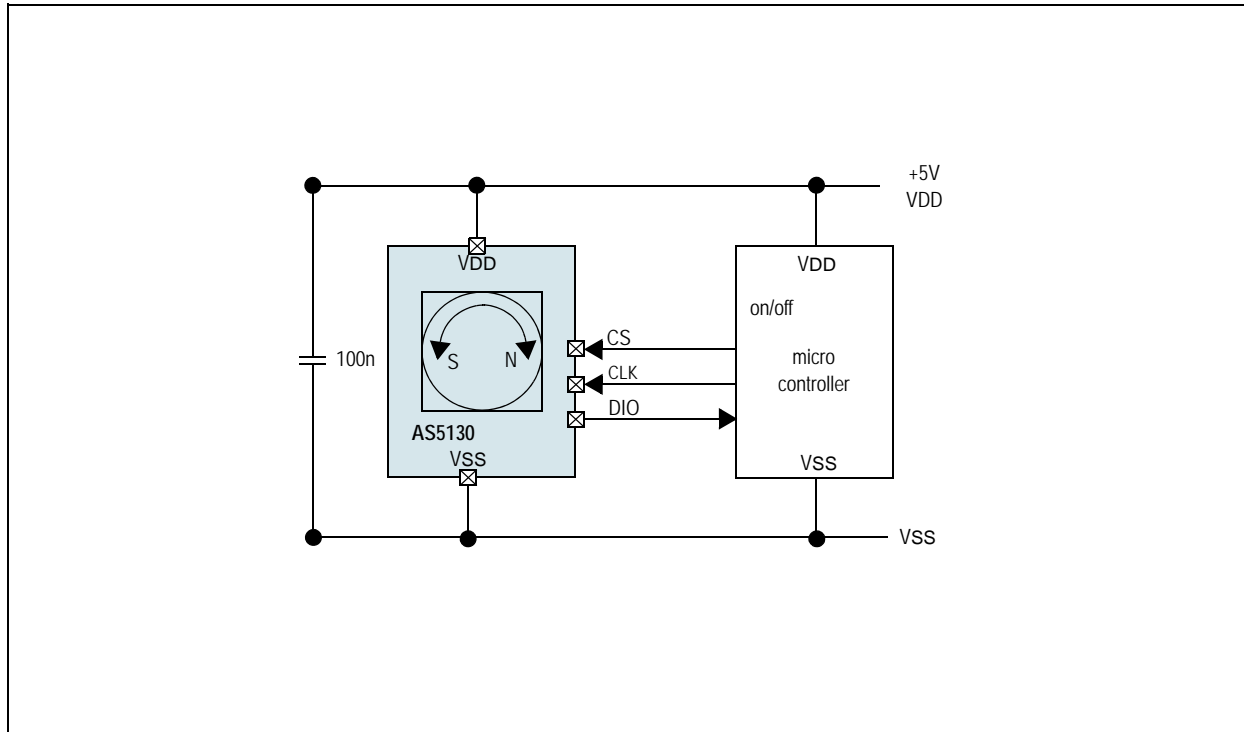 +5V
VDD
VDD
VDD
on/off
CS
micro
controller
100n
S N
CLK
DIO
AS5130
VSS
VSS
VSS